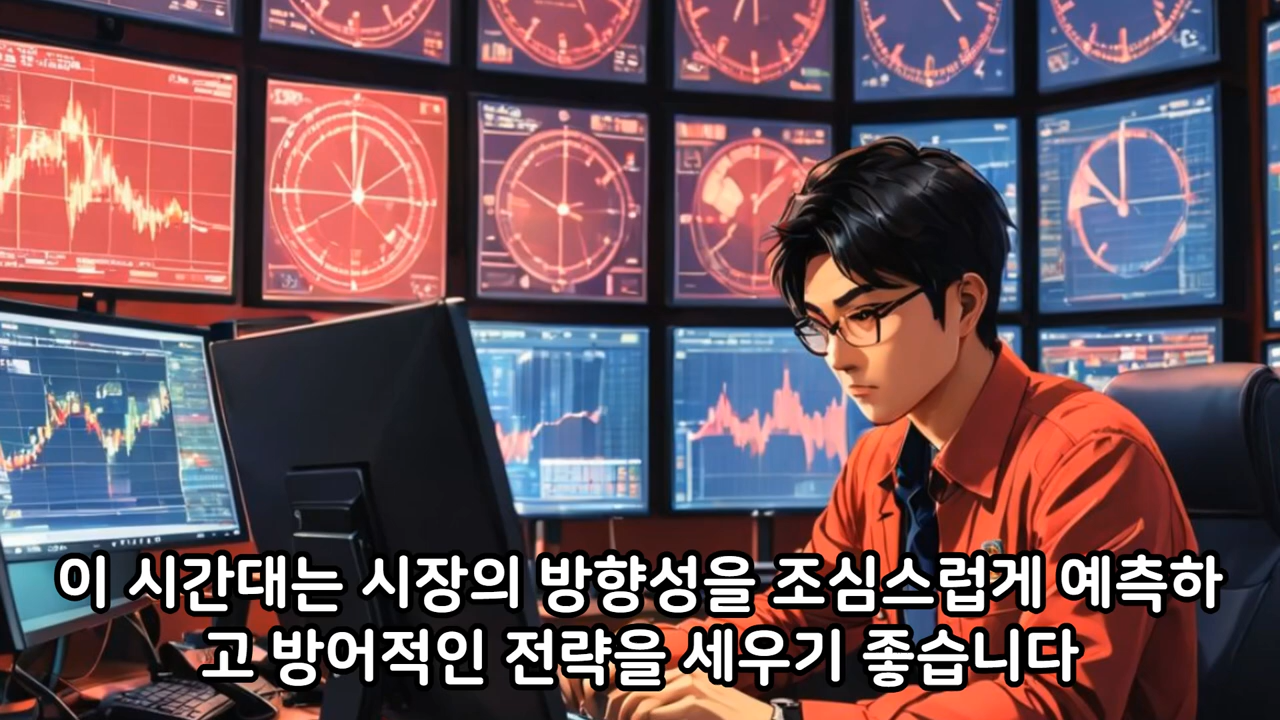 이 시간대는 시장의 방향성을 조심스럽게 예측하
고 방어적인 전략을 세우기 좋습니다